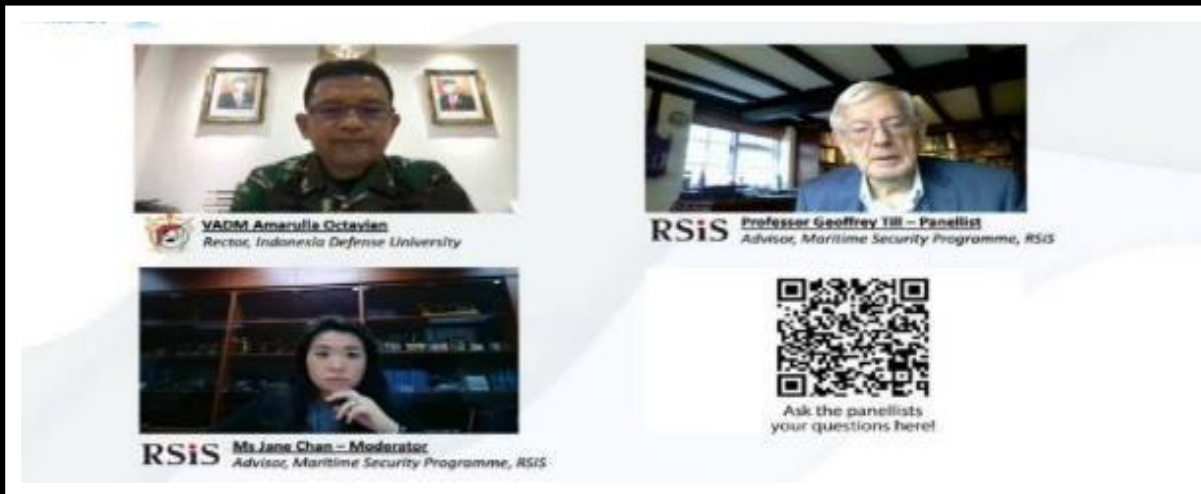 VADM Amarulla Octavian
Rector, Indonesia Defense University
RSiS
Professor Geoffrey Till – Panellist
Advisor, Maritime Security Programme, RSIS
RSiS
Ms Jane Chan – Moderator
Advisor, Maritime Security Programme, RSIS
Ask the panellists
your questions here!